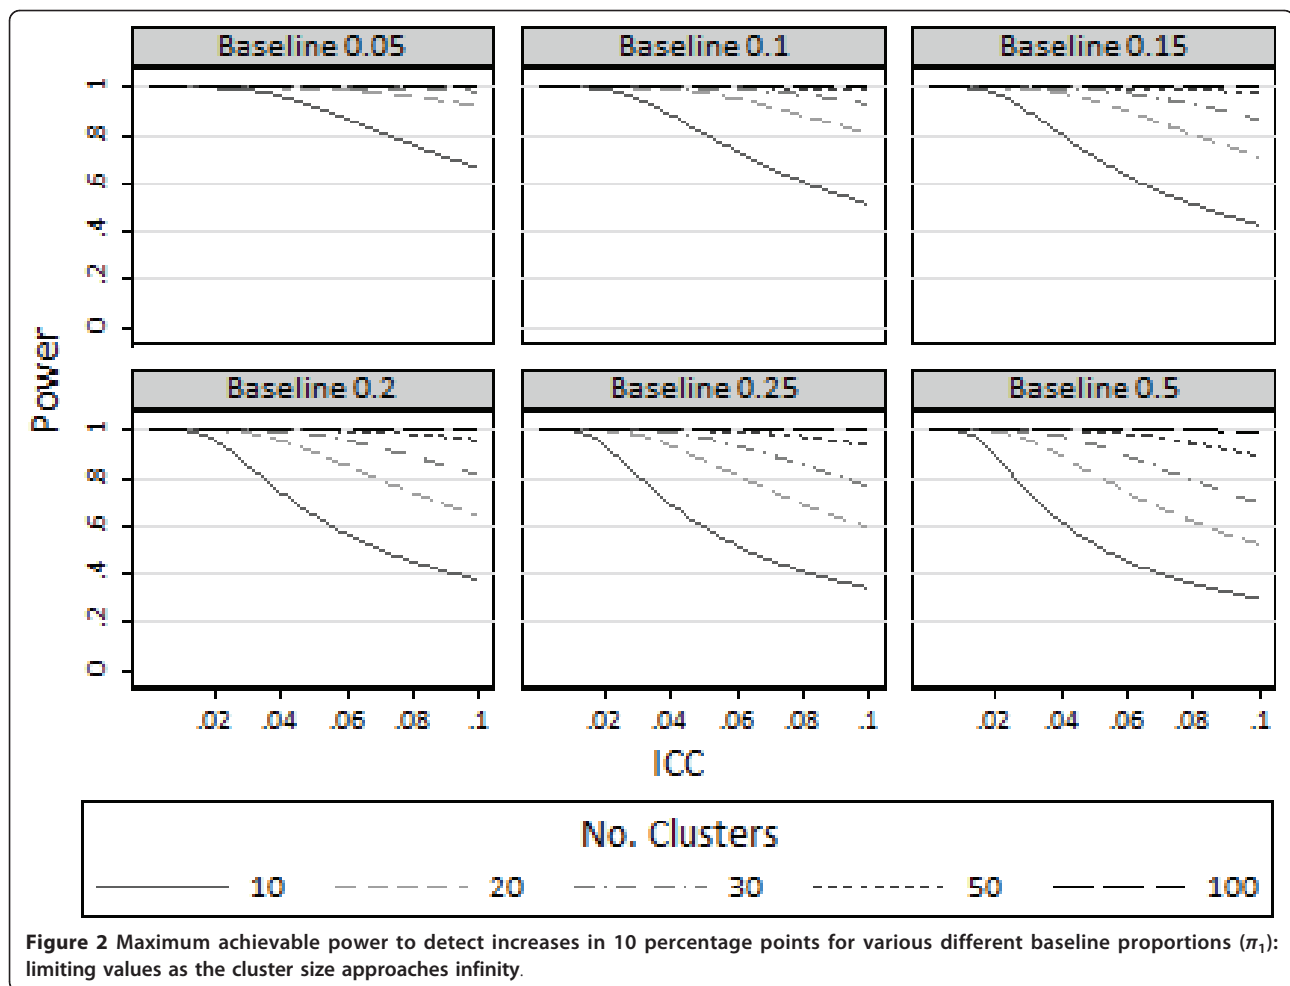 Baseline 0.05 Baseline 0.1 Baseline 0.15
1
.8
.6
.4
.2
0
Power
Baseline 0.2 Baseline 0.25 Baseline 0.5
1
.8
.6
.4
.2
0
.02 .04 .06 .08 .1 .02 .04 .06 .08 .1 .02 .04 .06 .08 .1
ICC
No. Clusters
10 20 30 50 100
Figure 2 Maximum achievable power to detect increases in 10 percentage points for various different baseline proportions (π₁):
limiting values as the cluster size approaches infinity.